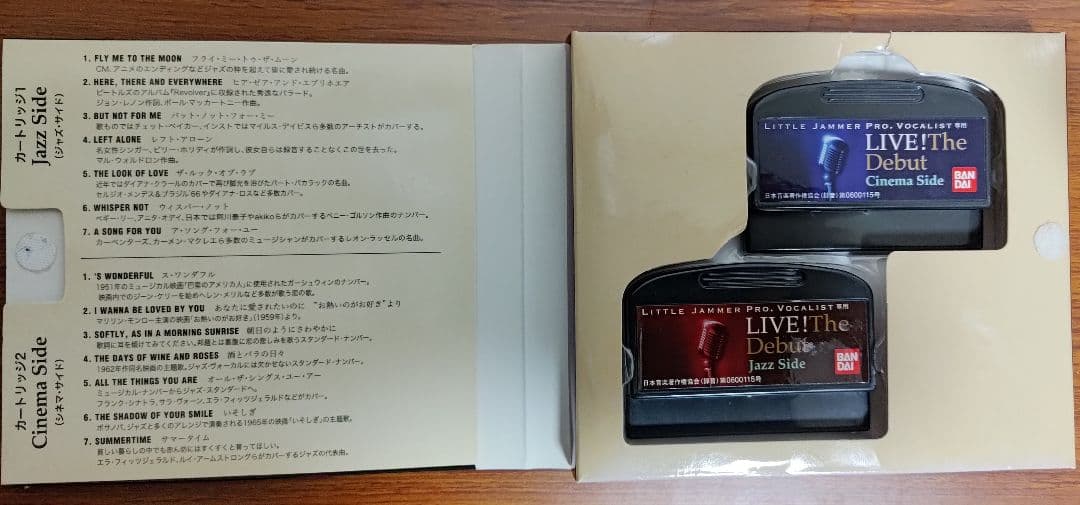 カートリッジ1
Jazz Side
(ジャズ・サイド)
1. FLY ME TO THE MOON フライ・ミー・トゥ・ザ・ムーン
CM、アニメのエンディングなどジャズの枠を超えて皆に愛され続ける名曲。
2. HERE, THERE AND EVERYWHERE ヒア・ゼア・アンド・エブリホエア
ビートルズのアルバム『Revolver』に収録された秀逸なバラード。
ジョン・レノン作詞、ポール・マッカートニー作曲。
3. BUT NOT FOR ME バット・ノット・フォー・ミー
歌ものではチェット・ベイカー、インストではマイルス・デイビスら多数のアーチストがカバーする。
4. LEFT ALONE レフト・アローン
名女性シンガー、ビリー・ホリデイが作詞し、彼女自らは録音することなくこの世を去った。
マル・ウォルドロン作曲。
5. THE LOOK OF LOVE ザ・ルック・オブ・ラブ
近年ではダイアナ・クラールのカバーで再び脚光を浴びたバート・バカラックの名曲。
セルジオ・メンデス&ブラジル'66やダイアナ・ロスなど多数カバー。
6. WHISPER NOT ウィスパー・ノット
ペギー・リー、アニタ・オデイ、日本では阿川泰子やakikoらがカバーするベニー・ゴルソン作曲のナンバー。
7. A SONG FOR YOU ア・ソング・フォー・ユー
カーペンターズ、カーメン・マクレエら多数のミュージシャンがカバーするレオン・ラッセルの名曲。
カートリッジ2
Cinema Side
(シネマ・サイド)
1. 'S WONDERFUL ス・ワンダフル
1951年のミュージカル映画「巴里のアメリカ人」に使用されたガーシュウィンのナンバー。
映画内でのジーン・ケリーを始めヘレン・メリルなど多数が歌う恋の歌。
2. I WANNA BE LOVED BY YOU あなたに愛されたいのに "お熱いのがお好き"より
マリリン・モンロー主演の映画「お熱いのがお好き」(1959年)より。
3. SOFTLY, AS IN A MORNING SUNRISE 朝日のようにさわやかに
歌詞に耳を傾けてみてください。邦題とは裏腹に恋の悲しみを歌うスタンダード・ナンバー。
4. THE DAYS OF WINE AND ROSES 酒とバラの日々
1962年作同名映画の主題歌。ジャズ・ヴォーカルには欠かせないスタンダード・ナンバー。
5. ALL THE THINGS YOU ARE オール・ザ・シングス・ユー・アー
ミュージカル・ナンバーからジャズ・スタンダードへ。
フランク・シナトラ、サラ・ヴォーン、エラ・フィッツジェラルドなどがカバー。
6. THE SHADOW OF YOUR SMILE いそしぎ
ボサノバ、ジャズと多くのアレンジで演奏される1965年の映画「いそしぎ」の主題歌。
7. SUMMERTIME サマータイム
貧しい暮らしの中でも赤ん坊にはすくすくと育ってほしい。
エラ・フィッツジェラルド、ルイ・アームストロングらがカバーするジャズの代表曲。
LITTLE JAMMER PRO. VOCALIST 専用
LIVE!The
Debut
Cinema Side
BAN
DAI
日本音楽著作権協会(録音)第0600115号
LITTLE JAMMER PRO. VOCALIST 専用
LIVE!The
Debut
Jazz Side
BAN
DAI
日本音楽著作権協会(録音)第0600115号